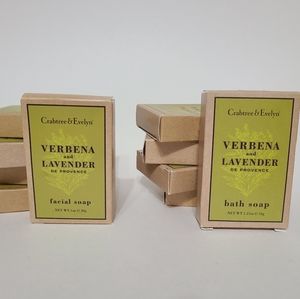 Crabtree & Evelyn®
VERBENA
and
LAVENDER
DE PROVENCE
facial soap
Crabtree & Evelyn®
VERBENA
and
LAVENDER
DE PROVENCE
bath soap